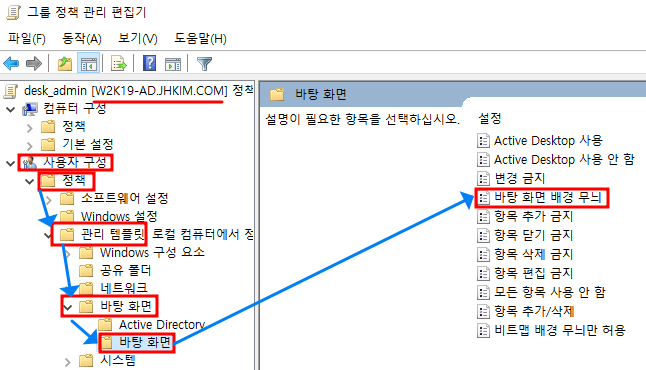 그룹 정책 관리 편집기
파일(F) 동작(A) 보기(V) 도움말(H)
desk_admin [W2K19-AD.JHKIM.COM] 정책
컴퓨터 구성
정책
기본 설정
사용자 구성
정책
소프트웨어 설정
Windows 설정
관리 템플릿 로컬 컴퓨터에서 정
Windows 구성 요소
공유 폴더
네트워크
바탕 화면
Active Directory
바탕 화면
시스템
바탕 화면
설명이 필요한 항목을 선택하십시오.
설정
Active Desktop 사용
Active Desktop 사용 안 함
변경 금지
바탕 화면 배경 무늬
항목 추가 금지
항목 닫기 금지
항목 삭제 금지
항목 편집 금지
모든 항목 사용 안 함
항목 추가/삭제
비트맵 배경 무늬만 허용